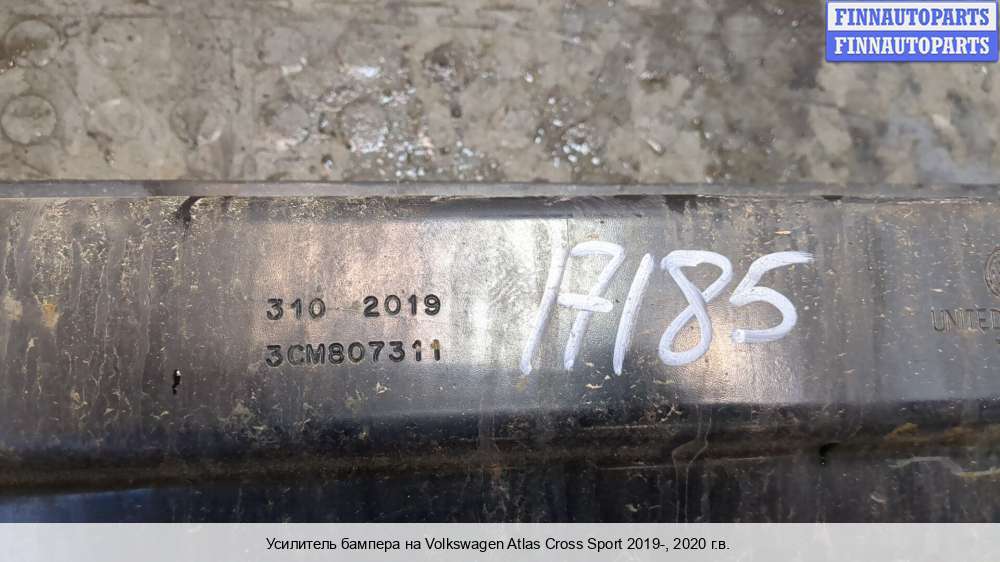 FINNAUTOPARTS
FINNAUTOPARTS
310 2019
3CM807311
17185
UNITED
Усилитель бампера на Volkswagen Atlas Cross Sport 2019-, 2020 г.в.